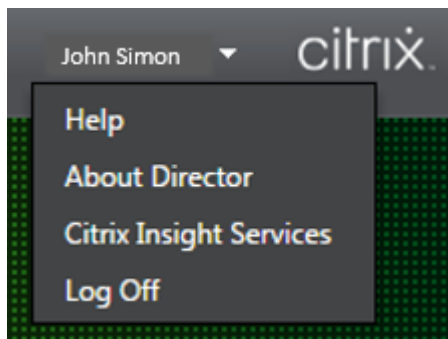 John Simon
citrix
Help
About Director
Citrix Insight Services
Log Off